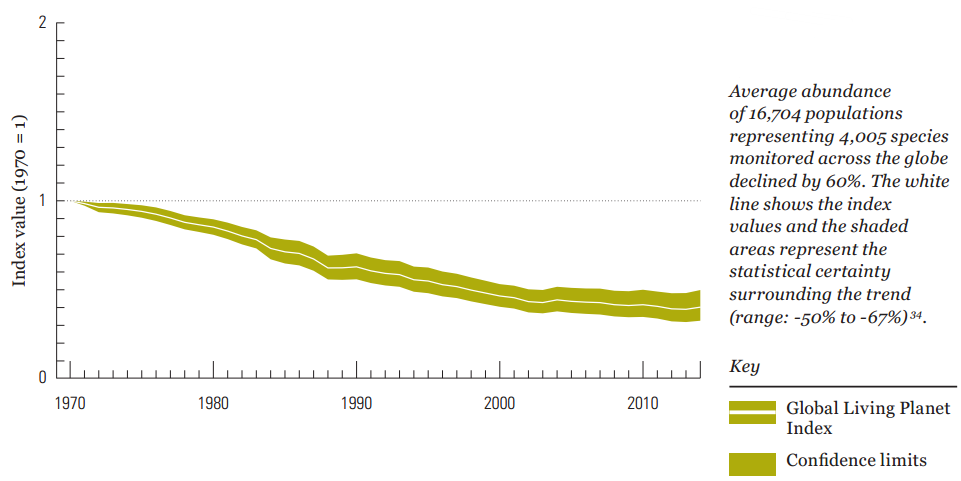 2
1
0
Index value (1970 = 1)
1970
1980
1990
2000
2010
Average abundance
of 16,704 populations
representing 4,005 species
monitored across the globe
declined by 60%. The white
line shows the index
values and the shaded
areas represent the
statistical certainty
surrounding the trend
(range: -50% to -67%)³⁴.
Key
Global Living Planet
Index
Confidence limits